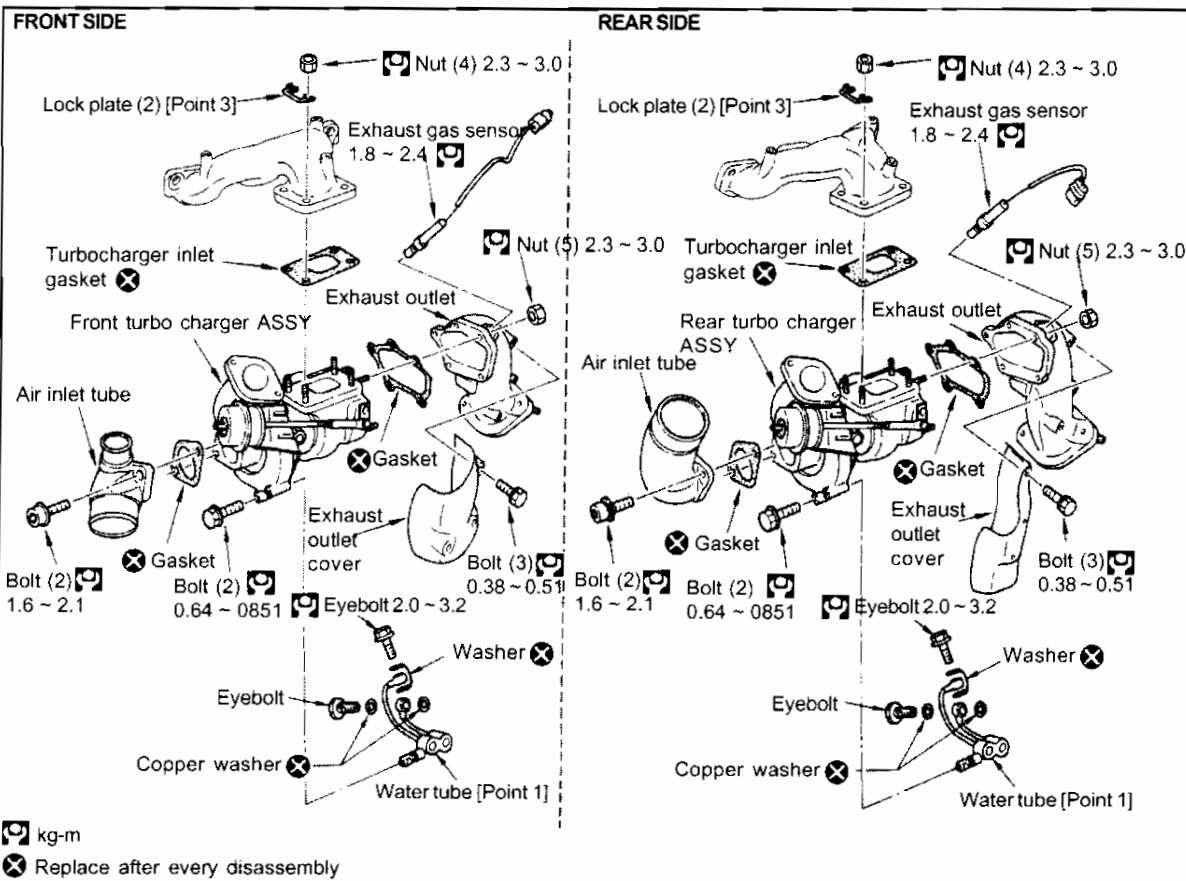 FRONT SIDE
Nut (4) 2.3 ~ 3.0
Lock plate (2) [Point 3]
Exhaust gas sensor
1.8 ~ 2.4
Nut (5) 2.3 ~ 3.0
Turbocharger inlet
gasket
Exhaust outlet
Front turbo charger ASSY
Air inlet tube
Gasket
Exhaust
outlet
cover
Gasket
Bolt (2)
1.6 ~ 2.1
Bolt (2)
0.64 ~ 0851
Bolt (3)
0.38 ~ 0.51
Eyebolt 2.0 ~ 3.2
Washer
Eyebolt
Copper washer
Water tube [Point 1]
REAR SIDE
Nut (4) 2.3 ~ 3.0
Lock plate (2) [Point 3]
Exhaust gas sensor
1.8 ~ 2.4
Turbocharger inlet
gasket
Nut (5) 2.3 ~ 3.0
Exhaust outlet
Rear turbo charger
ASSY
Air inlet tube
Gasket
Exhaust
outlet
cover
Gasket
Bolt (2)
1.6 ~ 2.1
Bolt (2)
0.64 ~ 0851
Bolt (3)
0.38 ~ 0.51
Eyebolt 2.0 ~ 3.2
Washer
Eyebolt
Copper washer
Water tube [Point 1]
kg-m
Replace after every disassembly